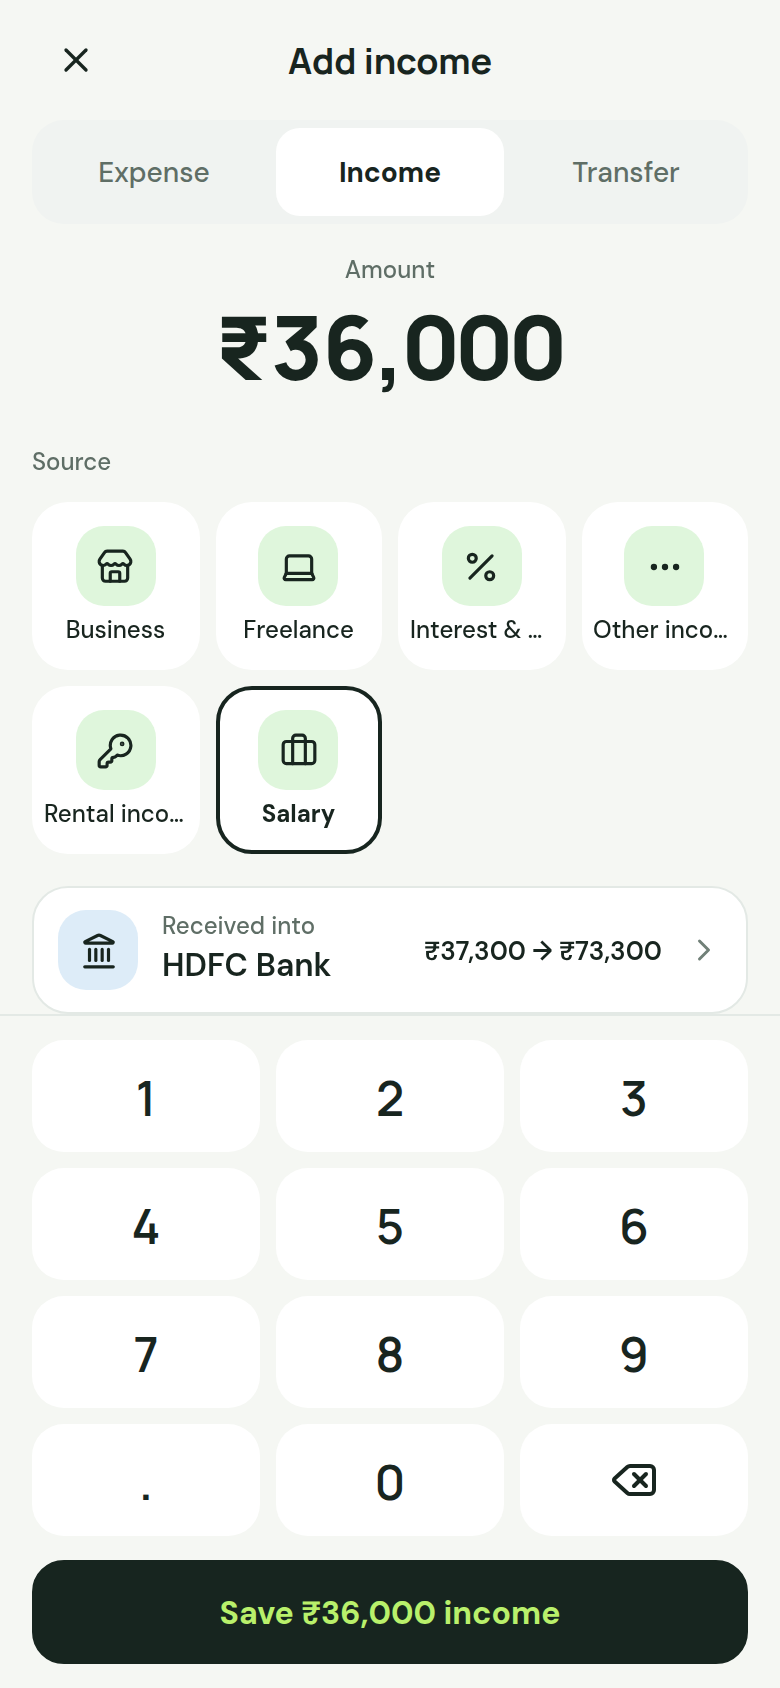 Add income
Expense Income Transfer
Amount
₹36,000
Source
Business Freelance Interest & ... Other inco...
Rental inco... Salary
Received into
HDFC Bank ₹37,300 → ₹73,300
1 2 3
4 5 6
7 8 9
. 0
Save ₹36,000 income